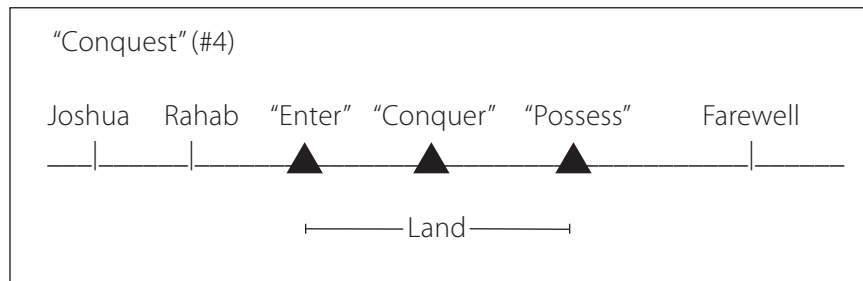 “Conquest” (#4)
Joshua Rahab “Enter” “Conquer” “Possess” Farewell
Land